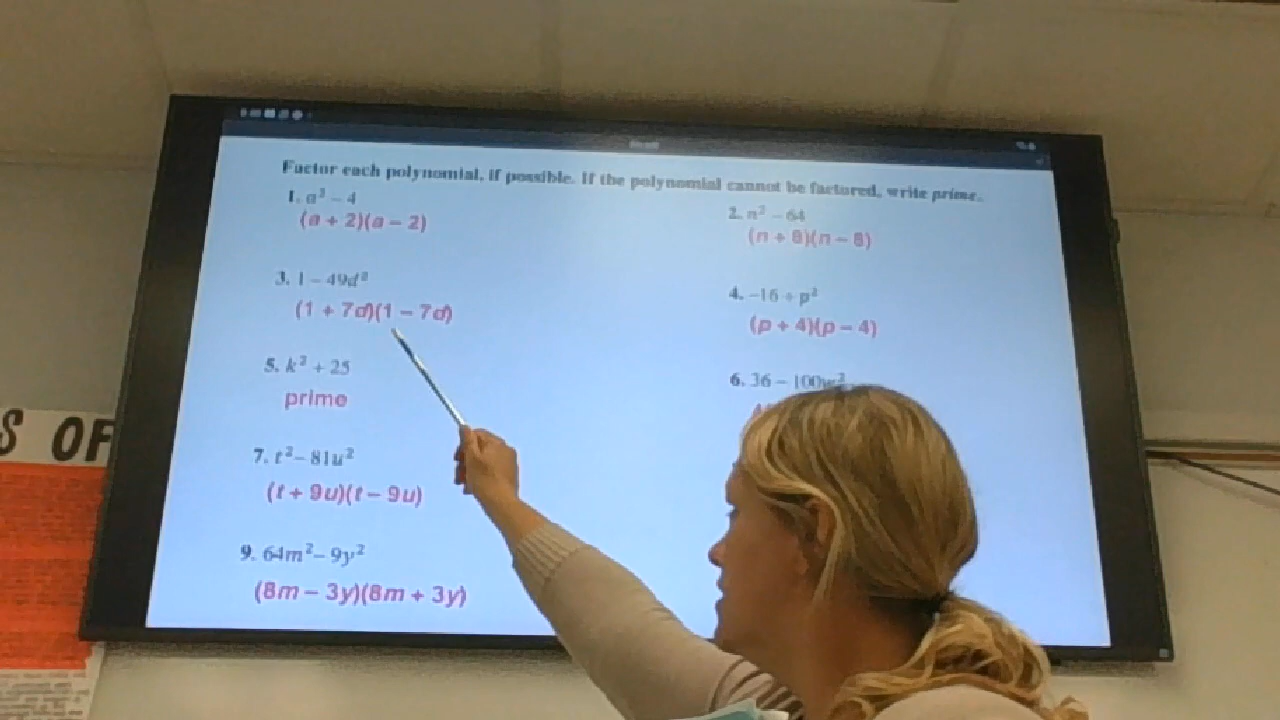 Factor each polynomial, if possible. If the polynomial cannot be factored, write prime.
1. a² – 4
(a + 2)(a – 2)
2. n² – 64
(n + 8)(n – 8)
3. 1 – 49d²
(1 + 7d)(1 – 7d)
4. –16 + p²
(p + 4)(p – 4)
5. k² + 25
prime
6. 36 – 100w²
7. t² – 81u²
(t + 9u)(t – 9u)
9. 64m² – 9y²
(8m – 3y)(8m + 3y)
S OF